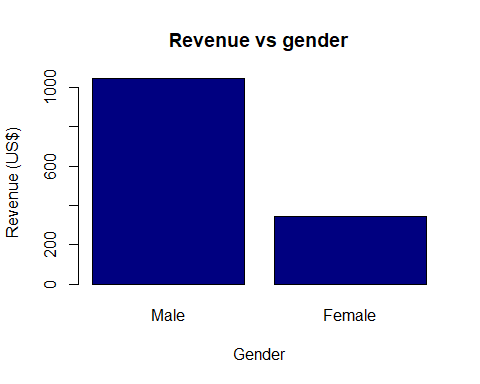 Revenue vs gender
Revenue (US$)
1000
600
200
0
Male Female
Gender